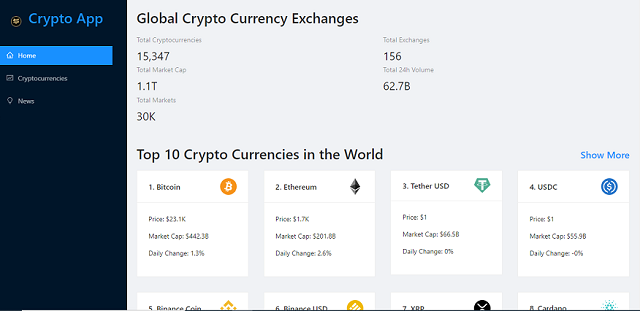 Crypto App
Home
Cryptocurrencies
News
Global Crypto Currency Exchanges
Total Cryptocurrencies
15,347
Total Exchanges
156
Total Market Cap
1.1T
Total 24h Volume
62.7B
Total Markets
30K
Top 10 Crypto Currencies in the World
Show More
1. Bitcoin
Price: $23.1K
Market Cap: $442.3B
Daily Change: 1.3%
2. Ethereum
Price: $1.7K
Market Cap: $201.8B
Daily Change: 2.6%
3. Tether USD
Price: $1
Market Cap: $66.5B
Daily Change: 0%
4. USDC
Price: $1
Market Cap: $55.9B
Daily Change: -0%
5. Binance Coin
6. Binance USD
7. XRP
8. Cardano